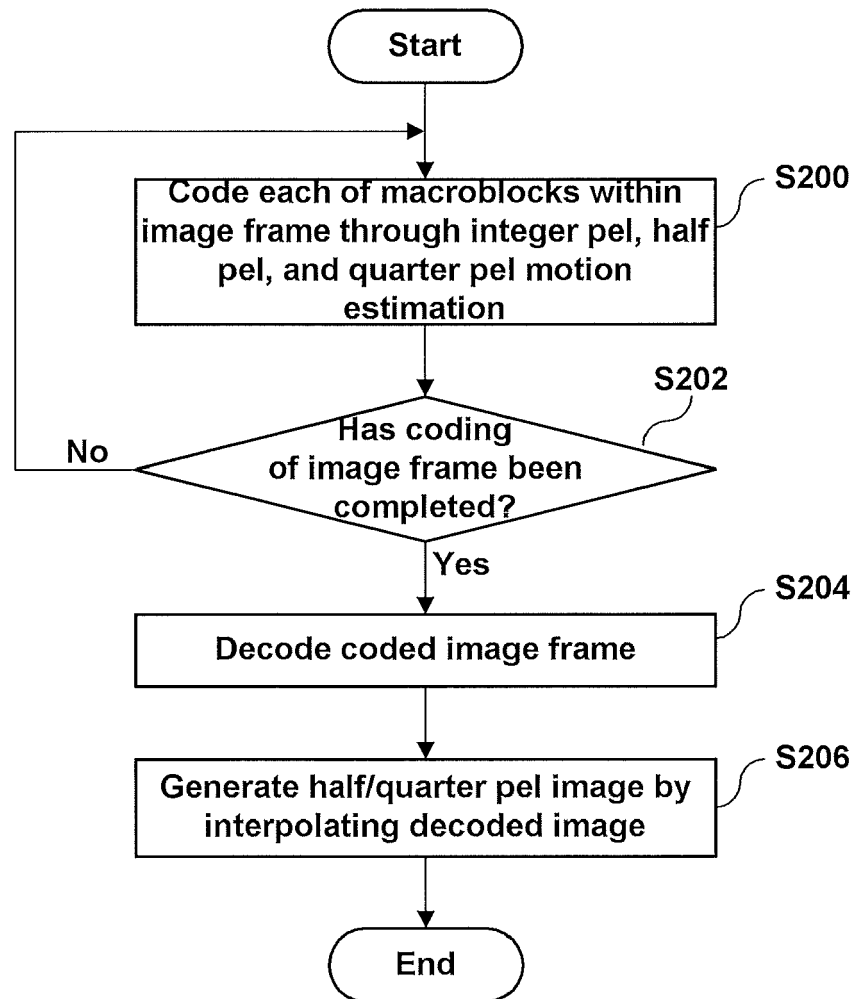 Start
S200
Code each of macroblocks within
image frame through integer pel, half
pel, and quarter pel motion
estimation
S202
Has coding
of image frame been
completed?
No
Yes
S204
Decode coded image frame
S206
Generate half/quarter pel image by
interpolating decoded image
End